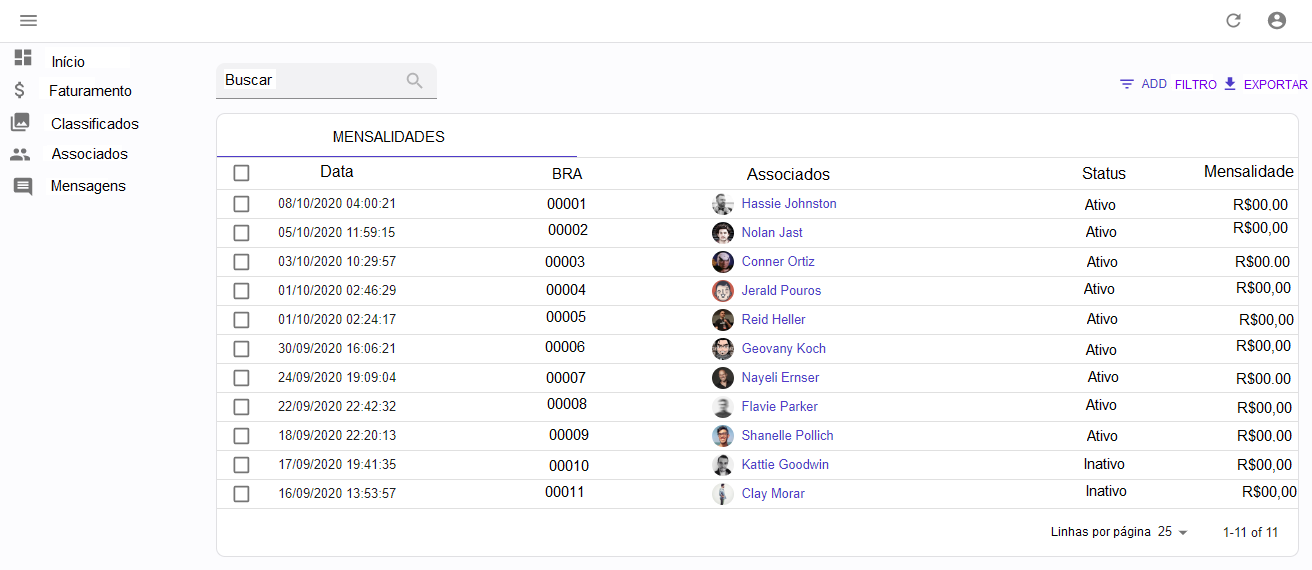 Início
Faturamento
Classificados
Associados
Mensagens
Buscar
ADD FILTRO EXPORTAR
MENSALIDADES
Data BRA Associados Status Mensalidade
08/10/2020 04:00:21 00001 Hassie Johnston Ativo R$00.00
05/10/2020 11:59:15 00002 Nolan Jast Ativo R$00,00
03/10/2020 10:29:57 00003 Conner Ortiz Ativo R$00.00
01/10/2020 02:46:29 00004 Jerald Pouros Ativo R$00,00
01/10/2020 02:24:17 00005 Reid Heller Ativo R$00,00
30/09/2020 16:06:21 00006 Geovany Koch Ativo R$00,00
24/09/2020 19:09:04 00007 Nayeli Ernser Ativo R$00.00
22/09/2020 22:42:32 00008 Flavie Parker Ativo R$00,00
18/09/2020 22:20:13 00009 Shanelle Pollich Ativo R$00,00
17/09/2020 19:41:35 00010 Kattie Goodwin Inativo R$00,00
16/09/2020 13:53:57 00011 Clay Morar Inativo R$00,00
Linhas por página 25 1-11 of 11